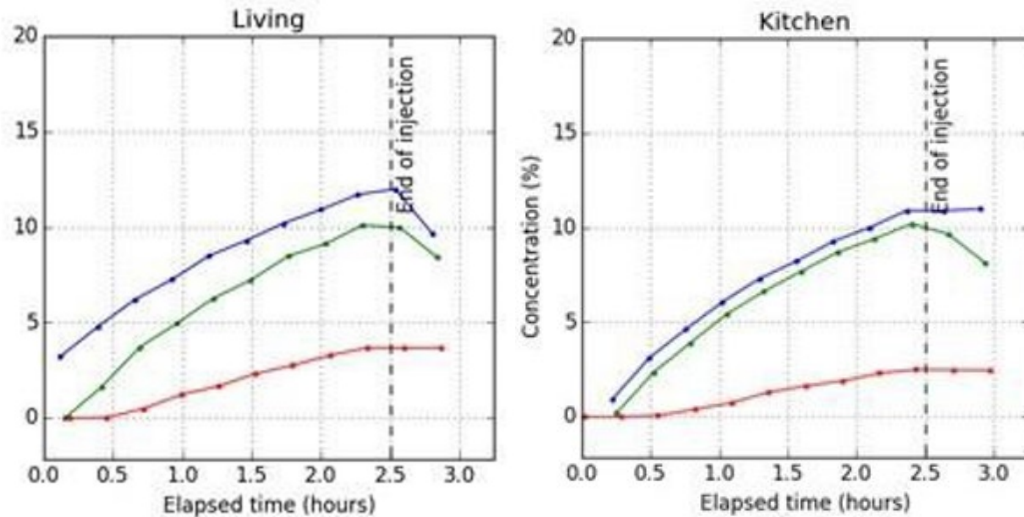 Living
20
15
10
5
0
0.0 0.5 1.0 1.5 2.0 2.5 3.0
Elapsed time (hours)
End of injection
Kitchen
Concentration (%)
20
15
10
5
0
0.0 0.5 1.0 1.5 2.0 2.5 3.0
Elapsed time (hours)
End of injection